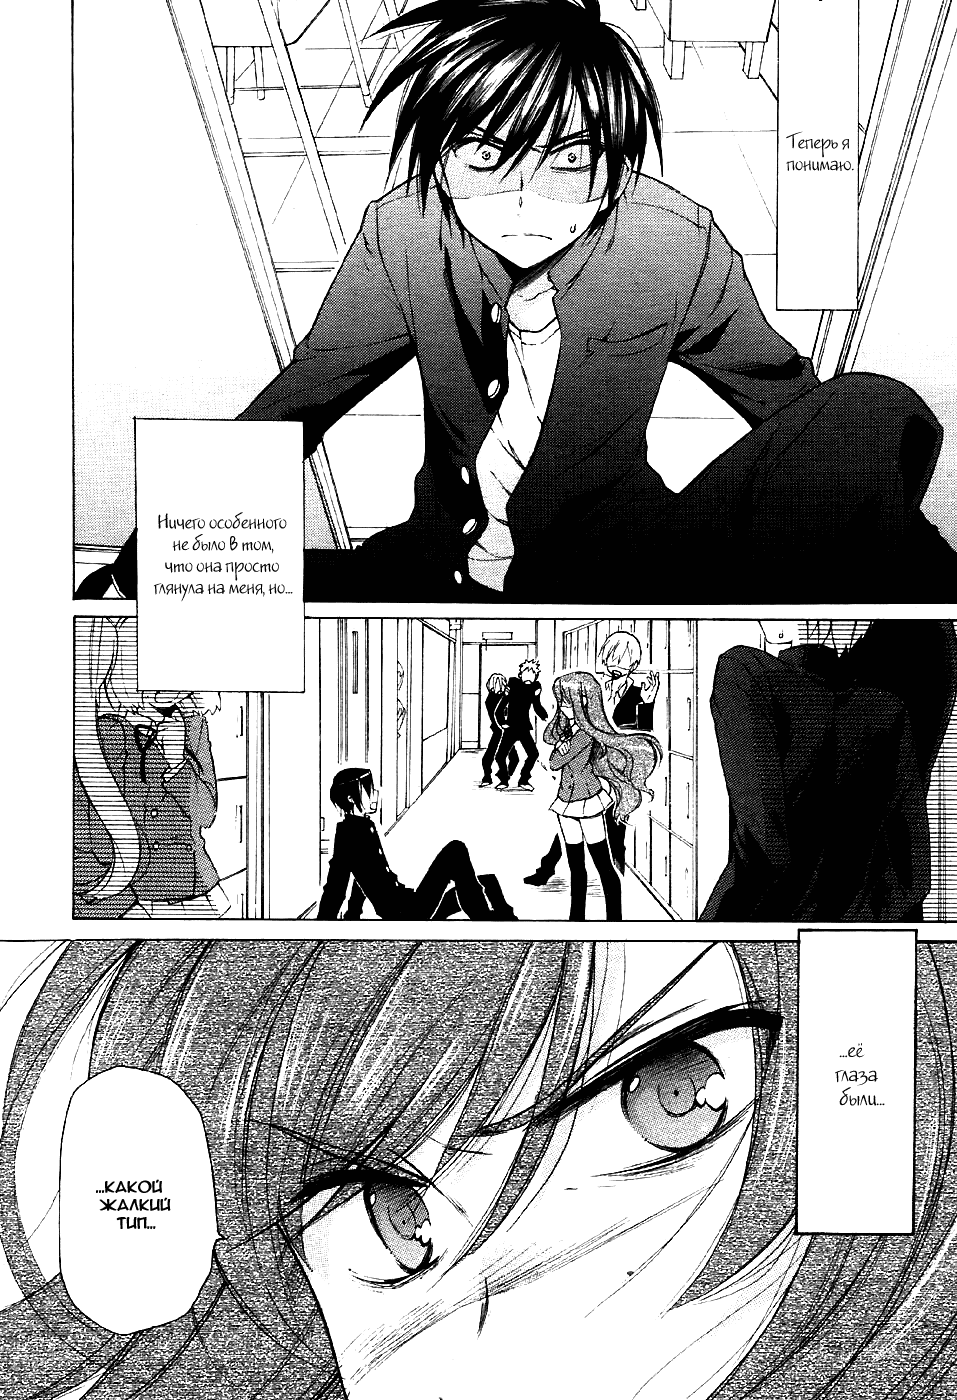 Теперь я
понимаю.
Ничего особенного
не было в том,
что она просто
глянула на меня, но...
...её
глаза
были...
...какой
жалкий
тип...